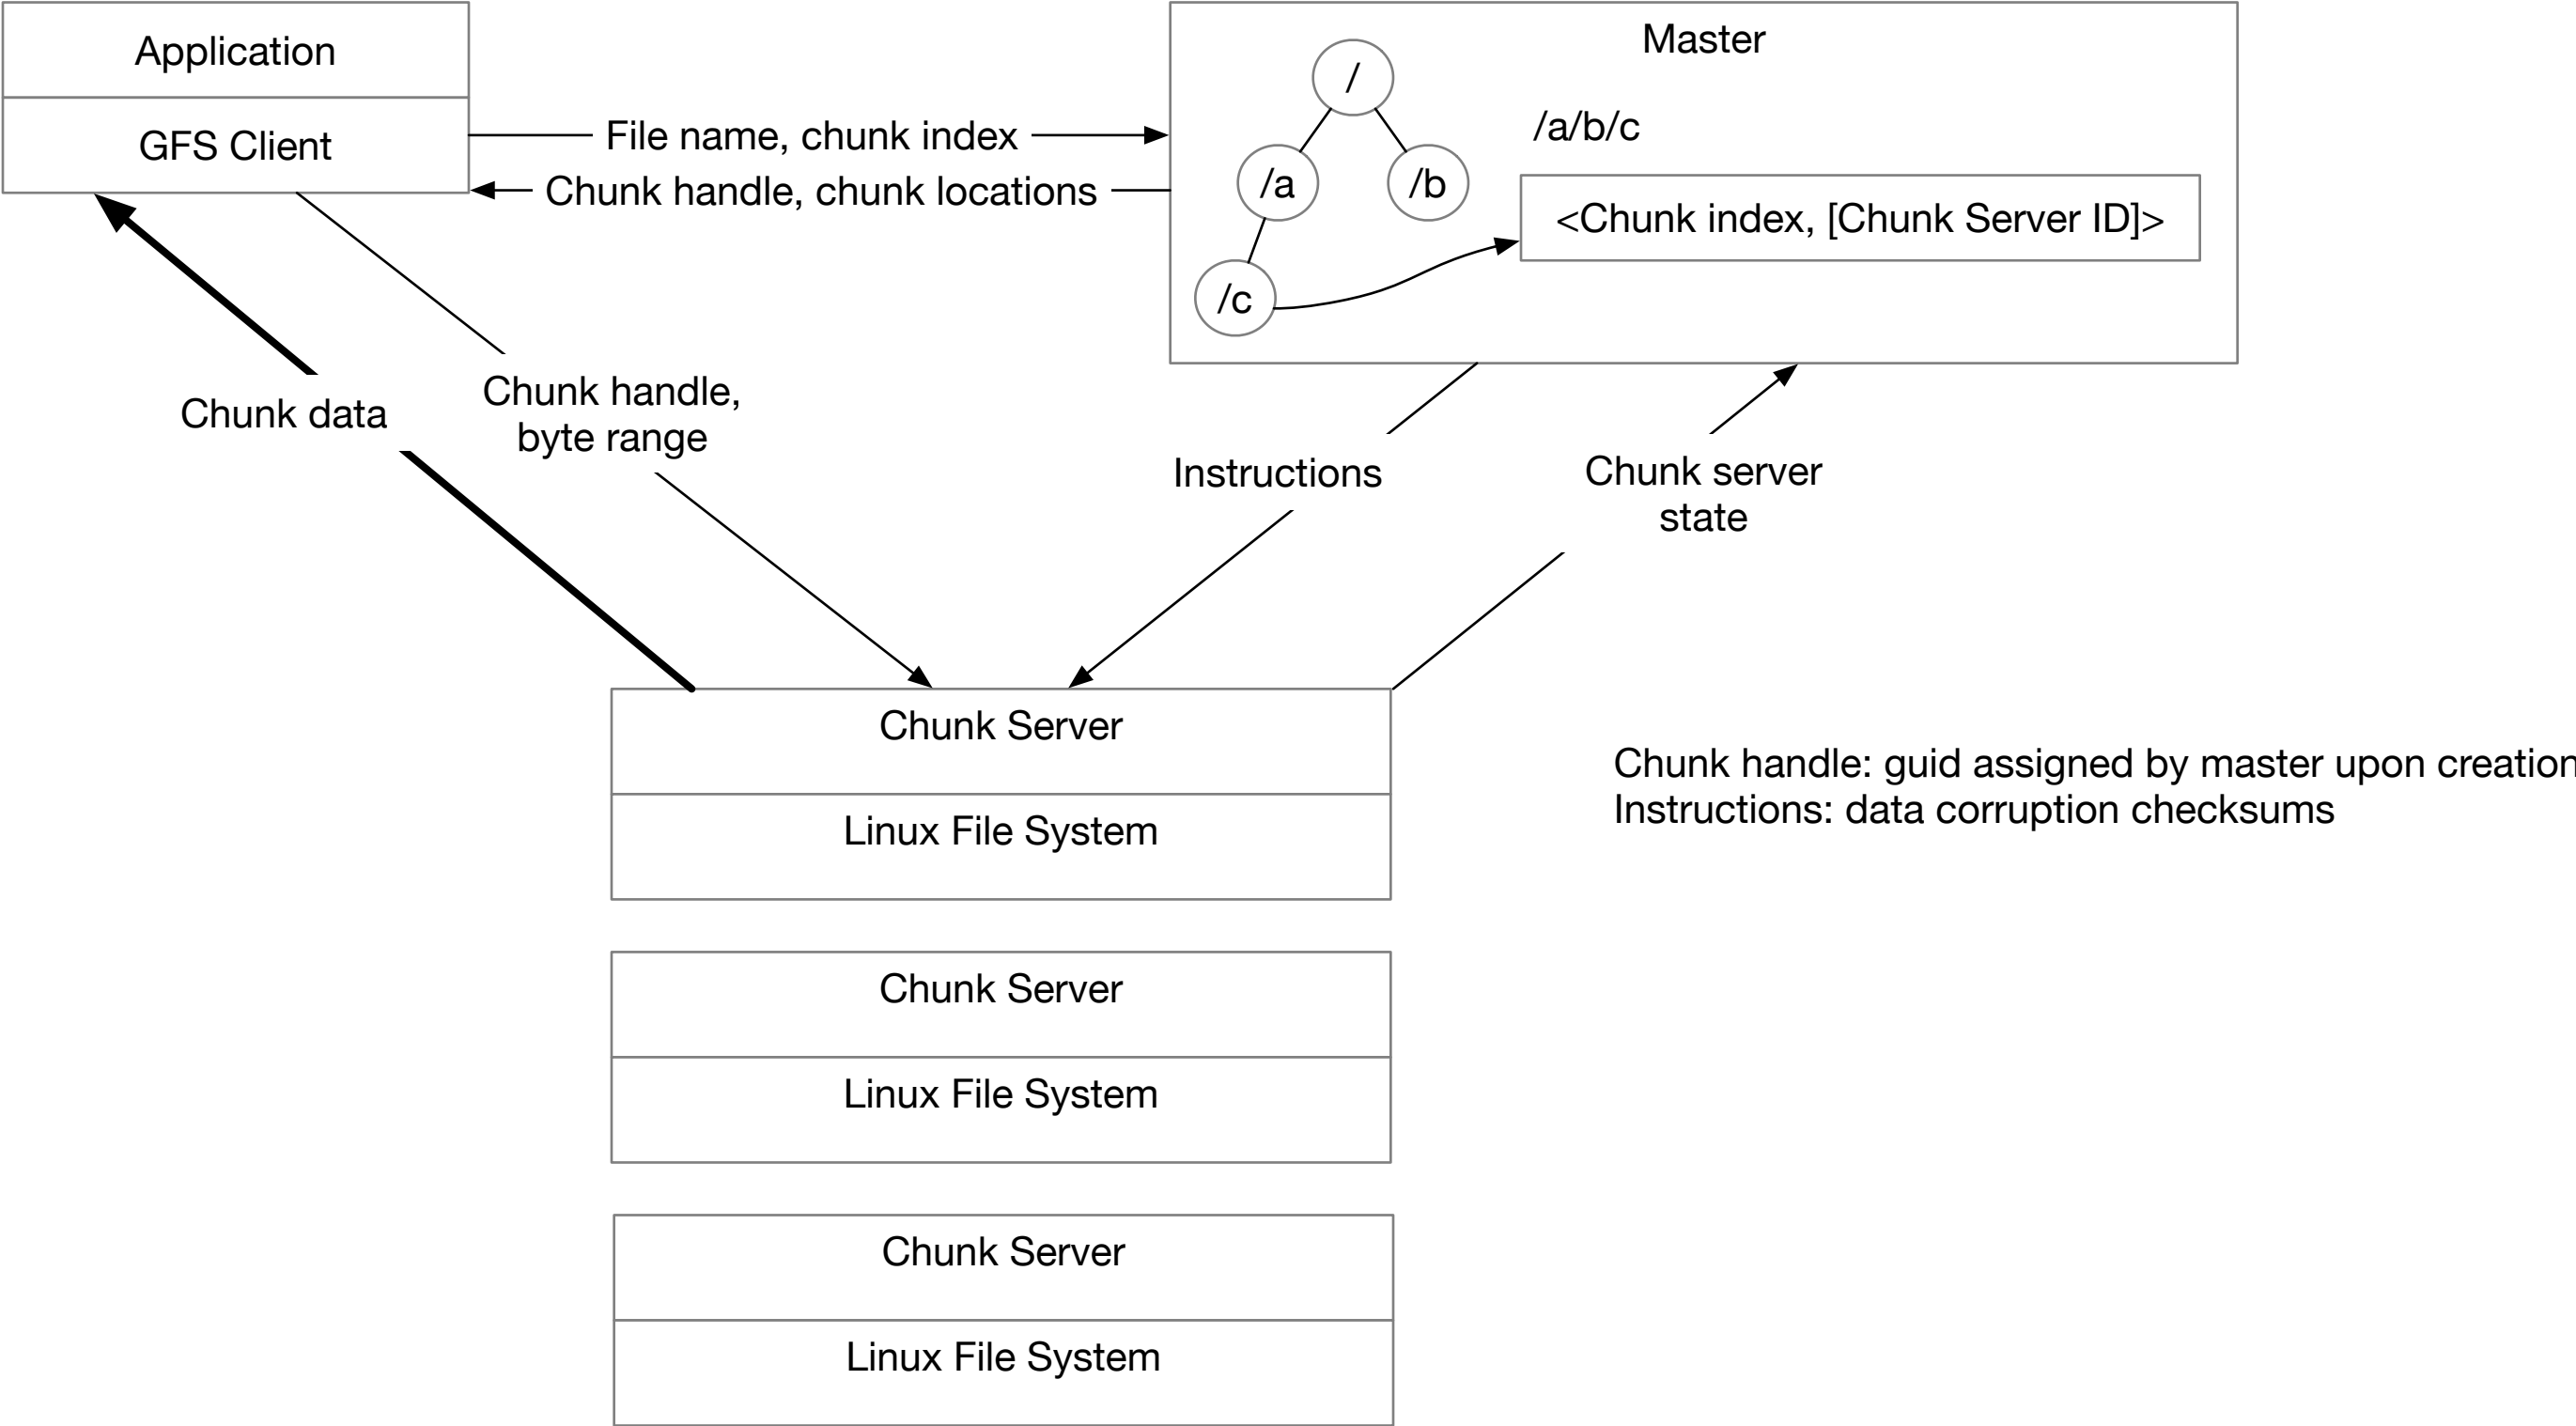 Application
GFS Client
File name, chunk index
Chunk handle, chunk locations
Master
/
/a/b/c
/a
/b
<Chunk index, [Chunk Server ID]>
/c
Chunk data
Chunk handle,
byte range
Instructions
Chunk server
state
Chunk Server
Linux File System
Chunk handle: guid assigned by master upon creation
Instructions: data corruption checksums
Chunk Server
Linux File System
Chunk Server
Linux File System